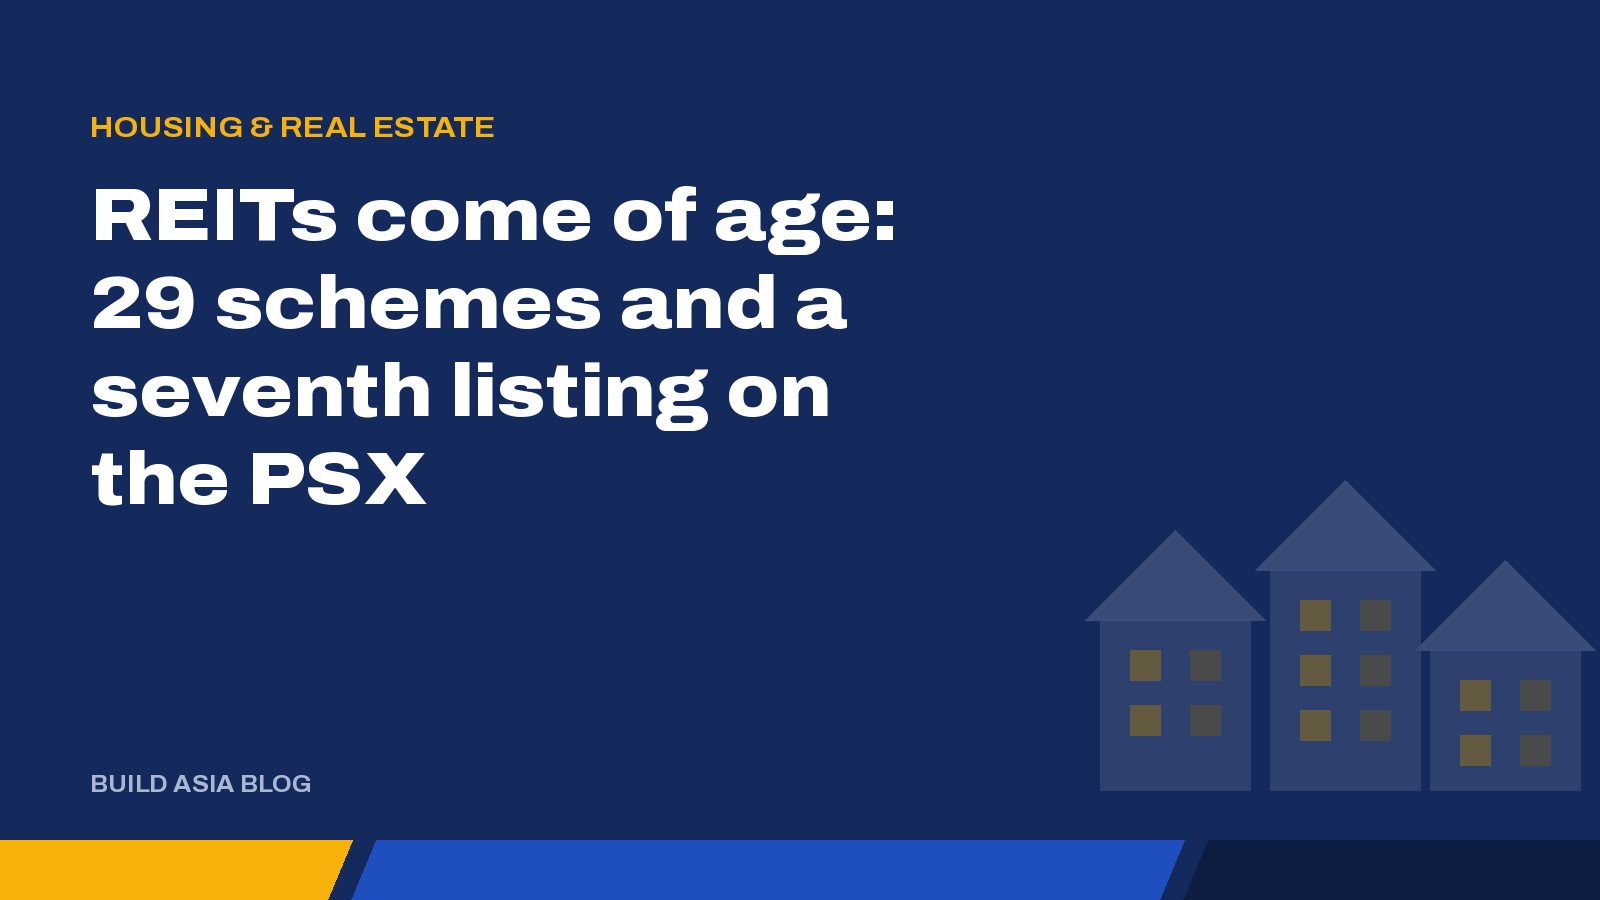 HOUSING & REAL ESTATE
REITs come of age:
29 schemes and a
seventh listing on
the PSX
BUILD ASIA BLOG